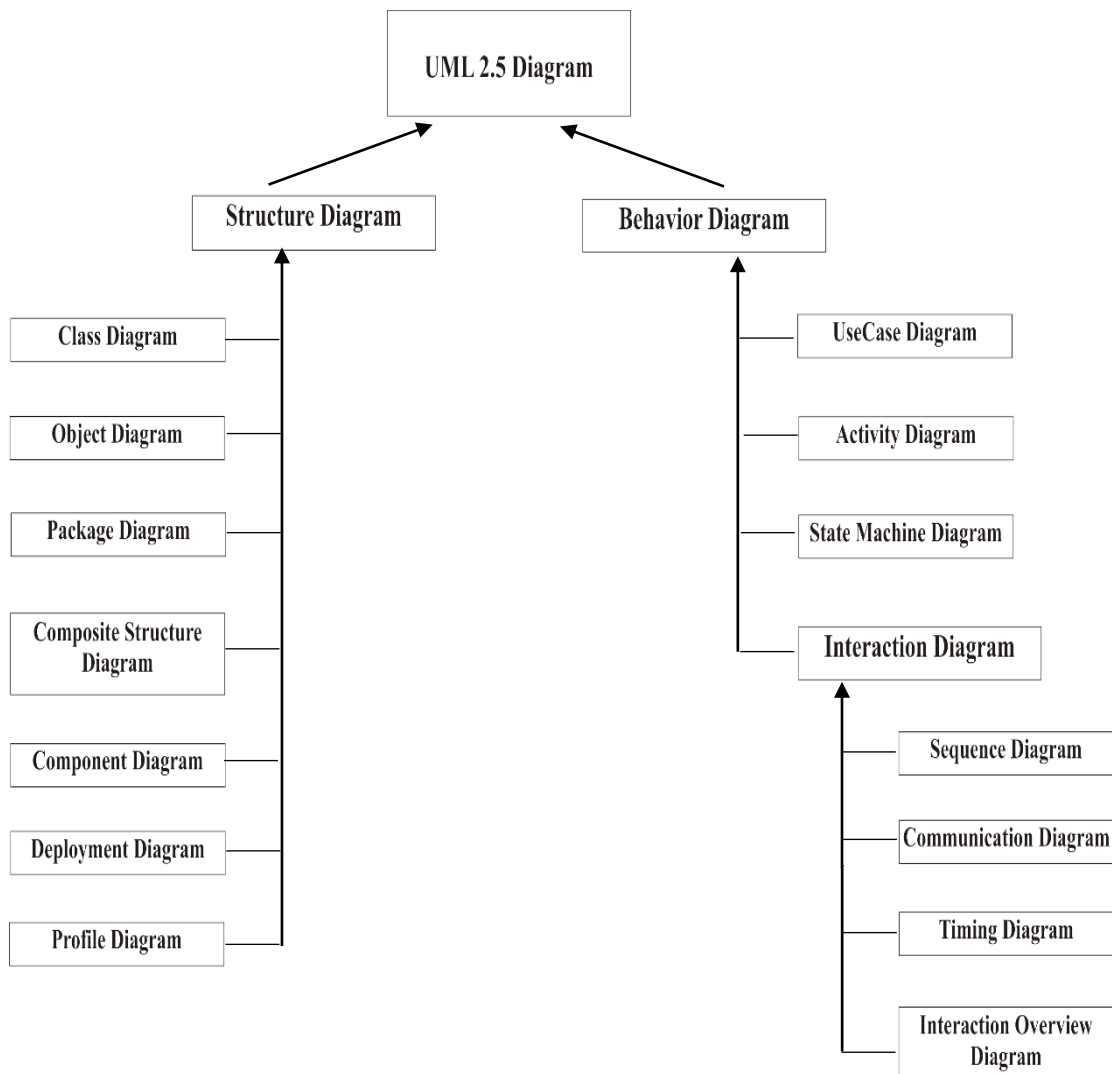 UML 2.5 Diagram
Structure Diagram
Behavior Diagram
Class Diagram
Object Diagram
Package Diagram
Composite Structure
Diagram
Component Diagram
Deployment Diagram
Profile Diagram
UseCase Diagram
Activity Diagram
State Machine Diagram
Interaction Diagram
Sequence Diagram
Communication Diagram
Timing Diagram
Interaction Overview
Diagram